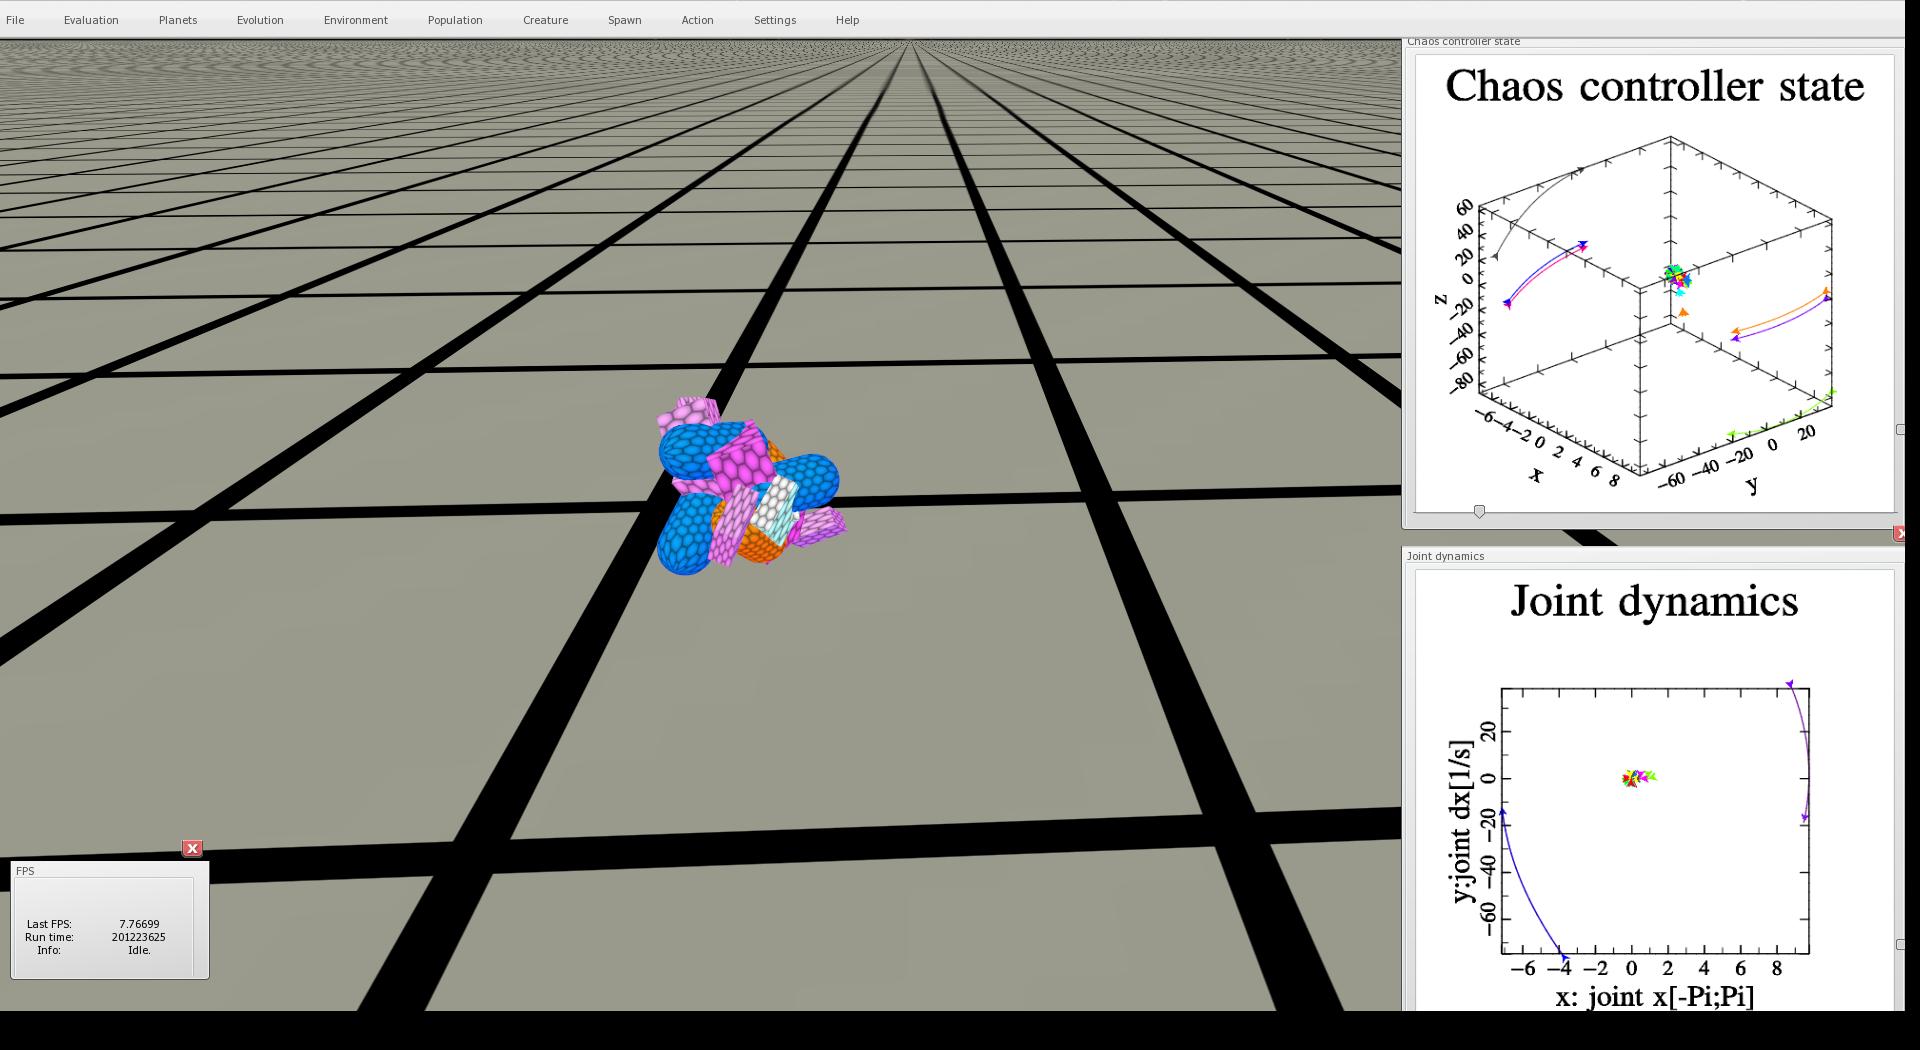 File Evaluation Planets Evolution Environment Population Creature Spawn Action Settings Help
Chaos controller state
Chaos controller state
60
40
20
0
−20
−40
−60
−80
z
−6 −4 −2 0 2 4 6 8
x
−60 −40 −20 0 20
y
Joint dynamics
Joint dynamics
y:joint dx[1/s]
20
0
−20
−40
−60
−6 −4 −2 0 2 4 6 8
x: joint x[-Pi;Pi]
X
FPS
Last FPS: 7.76699
Run time: 201223625
Info: Idle.